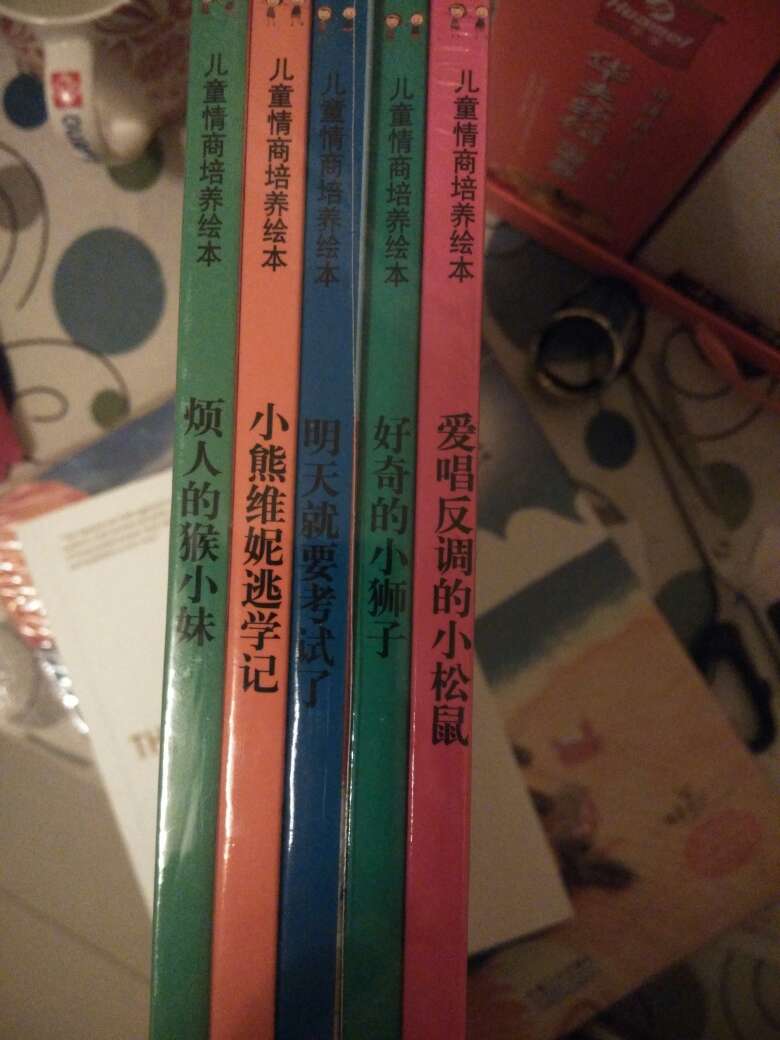 儿童情商培养绘本
烦人的猴小妹
儿童情商培养绘本
小熊维妮逃学记
儿童情商培养绘本
明天就要考试了
儿童情商培养绘本
好奇的小狮子
儿童情商培养绘本
爱唱反调的小松鼠
Huamei
TH